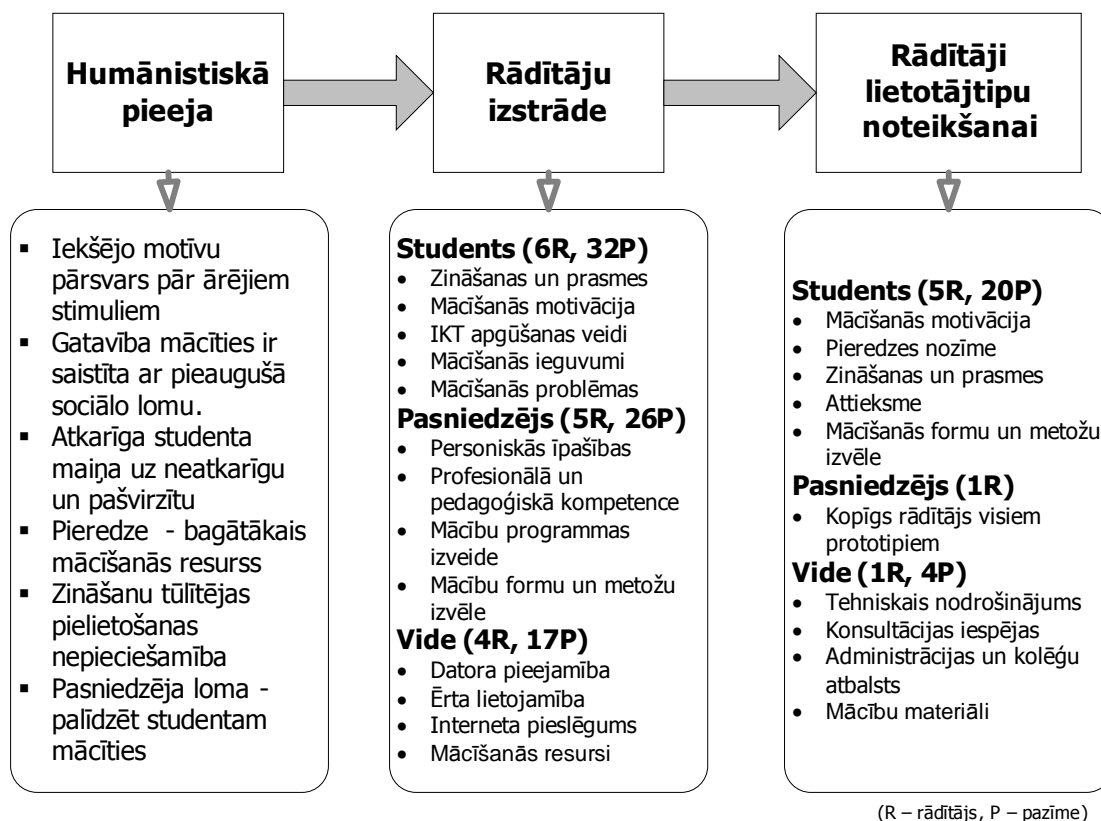 Humānistiskā
pieeja
Rādītāju
izstrāde
Rādītāji
lietotājtipu
noteikšanai
▪ Iekšējo motīvu
pārsvars pār ārējiem
stimuliem
▪ Gatavība mācīties ir
saistīta ar pieaugušā
sociālo lomu.
▪ Atkarīga studenta
maiņa uz neatkarīgu
un pašvirzītu
▪ Pieredze - bagātākais
mācīšanās resurss
▪ Zināšanu tūlītējas
pielietošanas
nepieciešamība
▪ Pasniedzēja loma -
palīdzēt studentam
mācīties
Students (6R, 32P)
• Zināšanas un prasmes
• Mācīšanās motivācija
• IKT apgūšanas veidi
• Mācīšanās ieguvumi
• Mācīšanās problēmas
Pasniedzējs (5R, 26P)
• Personiskās īpašības
• Profesionālā un
pedagoģiskā kompetence
• Mācību programmas
izveide
• Mācību formu un metožu
izvēle
Vide (4R, 17P)
• Datora pieejamība
• Ērta lietojamība
• Interneta pieslēgums
• Mācīšanās resursi
Students (5R, 20P)
• Mācīšanās motivācija
• Pieredzes nozīme
• Zināšanas un prasmes
• Attieksme
• Mācīšanās formu un metožu
izvēle
Pasniedzējs (1R)
• Kopīgs rādītājs visiem
prototipiem
Vide (1R, 4P)
• Tehniskais nodrošinājums
• Konsultācijas iespējas
• Administrācijas un kolēģu
atbalsts
• Mācību materiāli
(R – rādītājs, P – pazīme)